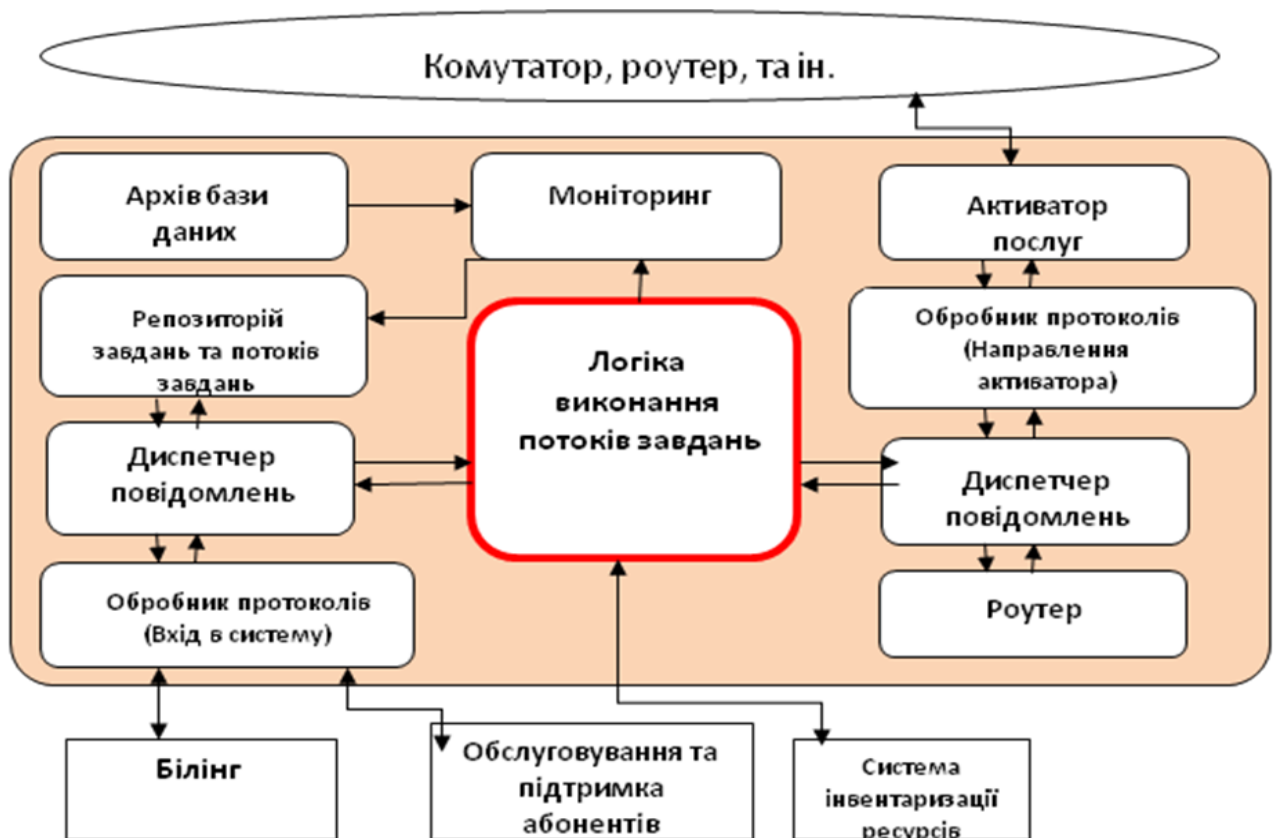 Комутатор, роутер, та ін.
Архів бази
даних
Моніторинг
Активатор
послуг
Репозиторій
завдань та потоків
завдань
Логіка
виконання
потоків завдань
Обробник протоколів
(Направлення
активатора)
Диспетчер
повідомлень
Диспетчер
повідомлень
Обробник протоколів
(Вхід в систему)
Роутер
Білінг
Обслуговування та
підтримка
абонентів
Система
інвентаризації
ресурсів